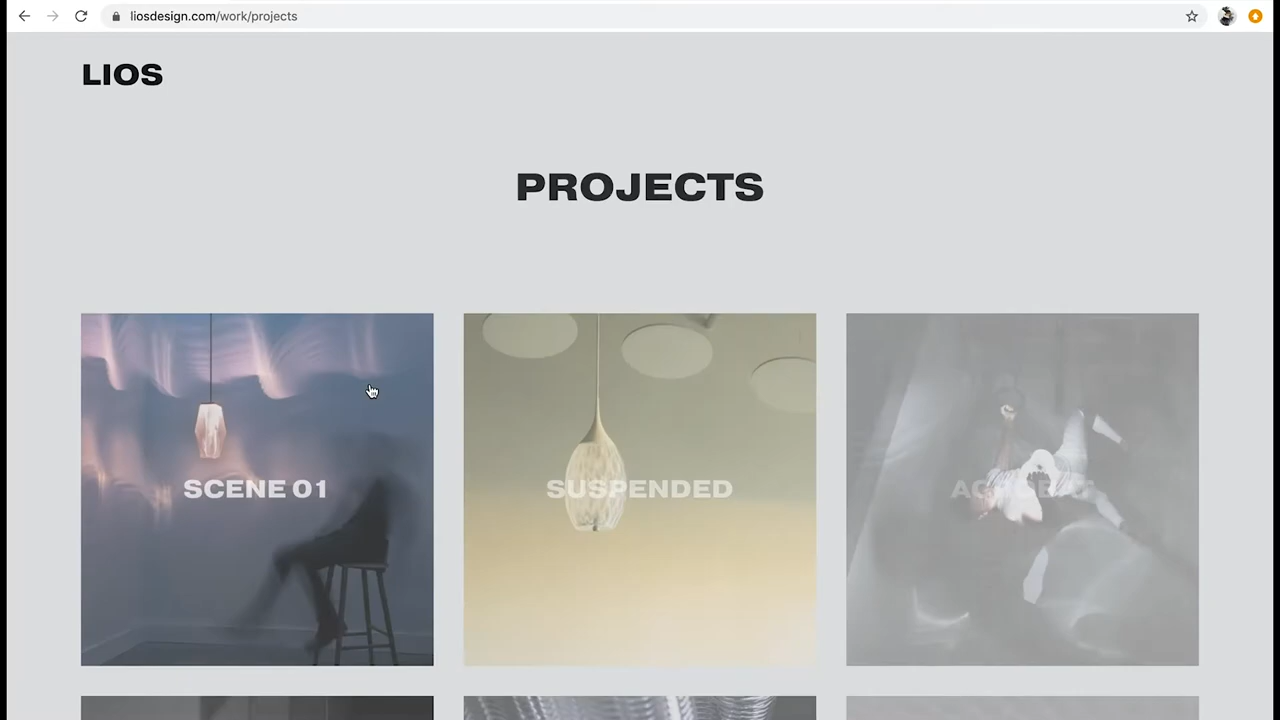 liosdesign.com/work/projects
LIOS
PROJECTS
SCENE 01
SUSPENDED